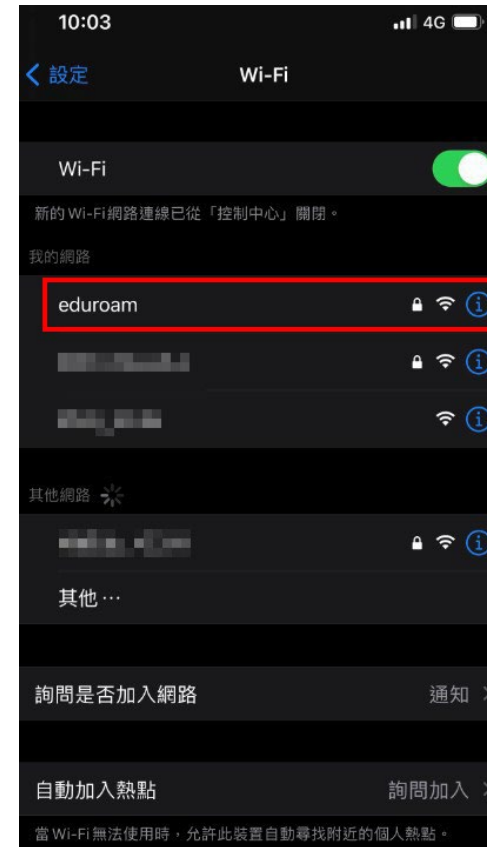 10:03
4G
設定
Wi-Fi
Wi-Fi
新的 Wi-Fi網路連線已從「控制中心」關閉。
我的網路
eduroam
其他網路
其他…
詢問是否加入網路
通知
自動加入熱點
詢問加入
當 Wi-Fi 無法使用時，允許此裝置自動尋找附近的個人熱點。